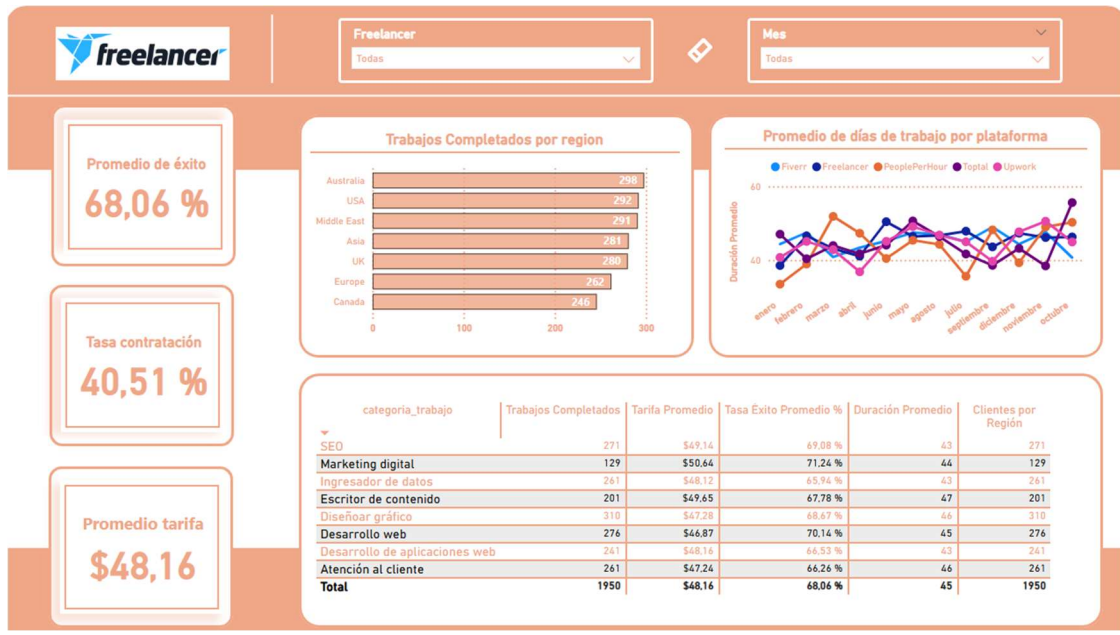 freelancer
Freelancer
Todas
Mes
Todas
Promedio de éxito
68,06 %
Tasa contratación
40,51 %
Promedio tarifa
$48,16
Trabajos Completados por region
Australia 298
USA 292
Middle East 291
Asia 281
UK 280
Europe 262
Canada 246
0 100 200 300
Promedio de días de trabajo por plataforma
Fiverr Freelancer PeoplePerHour Toptal Upwork
Duración Promedio
60
40
enero febrero marzo abril junio mayo agosto julio septiembre diciembre noviembre octubre
categoria_trabajo Trabajos Completados Tarifa Promedio Tasa Éxito Promedio % Duración Promedio Clientes por
Región
SEO 271 $49,14 69,08 % 43 271
Marketing digital 129 $50,64 71,24 % 44 129
Ingresador de datos 261 $48,12 65,94 % 43 261
Escritor de contenido 201 $49,65 67,78 % 47 201
Diseñoar gráfico 310 $47,28 68,67 % 46 310
Desarrollo web 276 $46,87 70,14 % 45 276
Desarrollo de aplicaciones web 241 $48,16 66,53 % 43 241
Atención al cliente 261 $47,24 66,26 % 46 261
Total 1950 $48,16 68,06 % 45 1950